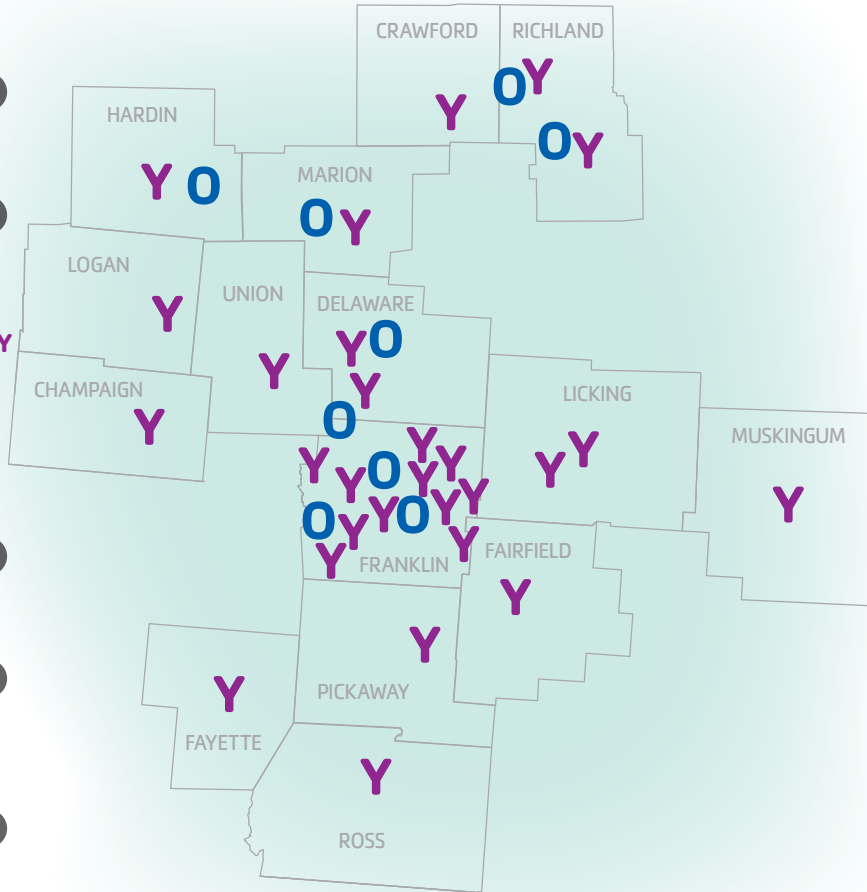 CRAWFORD RICHLAND
Y
O
Y
O
Y
HARDIN
Y O
MARION
O Y
LOGAN
Y
Y
UNION
Y
DELAWARE
Y O
Y
O
CHAMPAIGN
Y
LICKING
Y Y
MUSKINGUM
Y
Y
Y
Y
Y
O
Y
Y
Y
Y
O
O
Y
Y
Y
FRANKLIN
FAIRFIELD
Y
Y
PICKAWAY
Y
FAYETTE
Y
ROSS